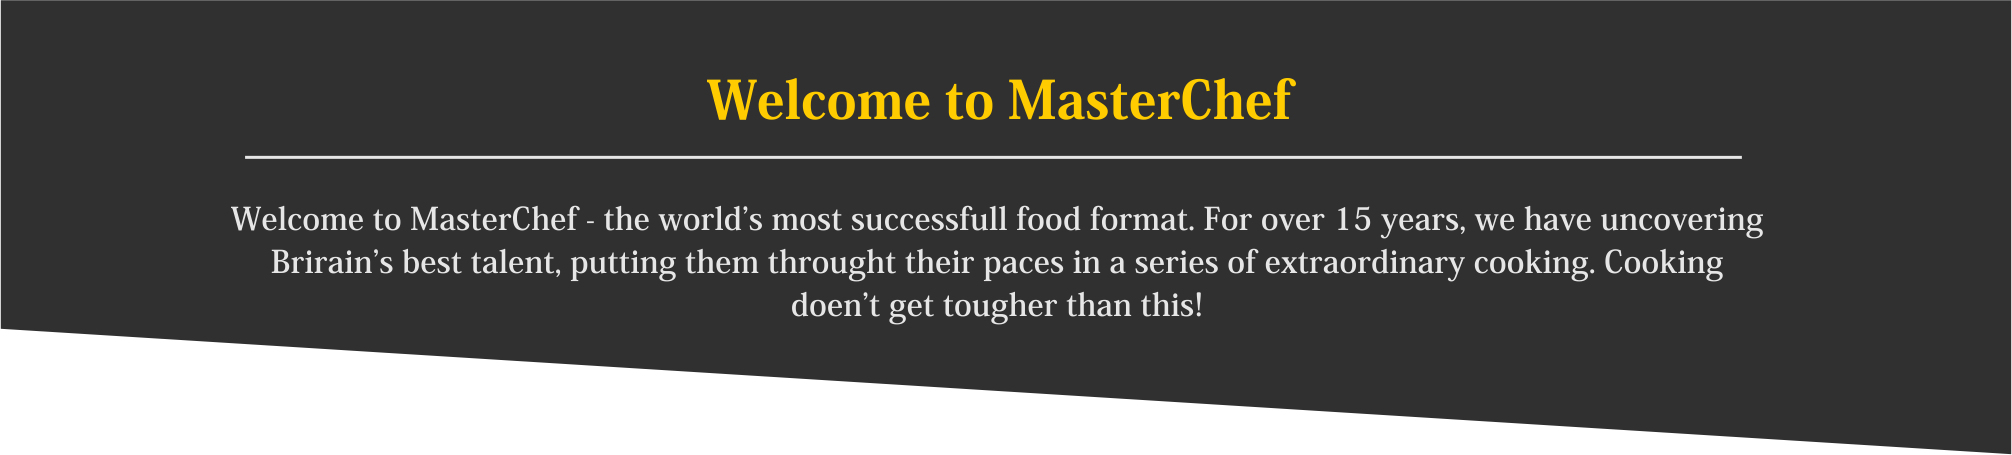 Welcome to MasterChef
Welcome to MasterChef - the world’s most successfull food format. For over 15 years, we have uncovering
Brirain’s best talent, putting them throught their paces in a series of extraordinary cooking. Cooking
doen’t get tougher than this!